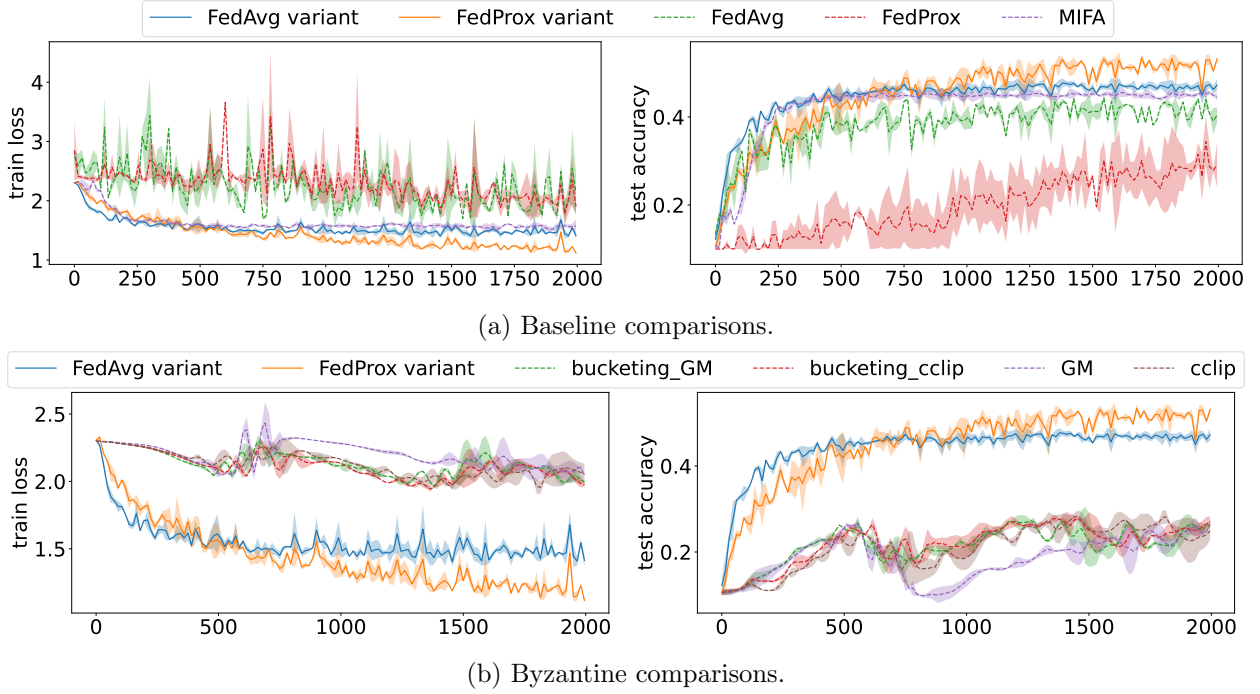 FedAvg variant FedProx variant FedAvg FedProx MIFA
train loss
4
3
2
1
0 250 500 750 1000 1250 1500 1750 2000
test accuracy
0.4
0.2
0 250 500 750 1000 1250 1500 1750 2000
(a) Baseline comparisons.
FedAvg variant FedProx variant bucketing_GM bucketing_cclip GM cclip
train loss
2.5
2.0
1.5
0 500 1000 1500 2000
test accuracy
0.4
0.2
0 500 1000 1500 2000
(b) Byzantine comparisons.